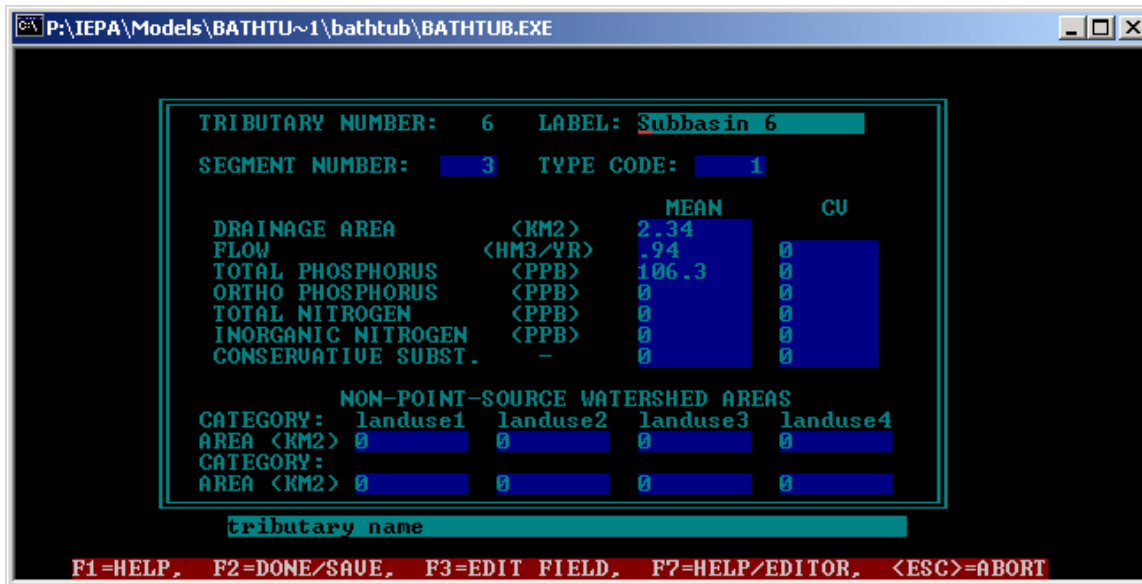 P:\IEPA\Models\BATHTU~1\bathtub\BATHTUB.EXE
TRIBUTARY NUMBER: 6 LABEL: Subbasin 6
SEGMENT NUMBER: 3 TYPE CODE: 1
MEAN CV
DRAINAGE AREA (KM2) 2.34
FLOW (HM3/YR) .94 0
TOTAL PHOSPHORUS (PPB) 106.3 0
ORTHO PHOSPHORUS (PPB) 0 0
TOTAL NITROGEN (PPB) 0 0
INORGANIC NITROGEN (PPB) 0 0
CONSERVATIVE SUBST. - 0 0
NON-POINT-SOURCE WATERSHED AREAS
CATEGORY: landuse1 landuse2 landuse3 landuse4
AREA (KM2) 0 0 0 0
CATEGORY:
AREA (KM2) 0 0 0 0
tributary name
F1=HELP, F2=DONE/SAVE, F3=EDIT FIELD, F7=HELP/EDITOR, <ESC>=ABORT